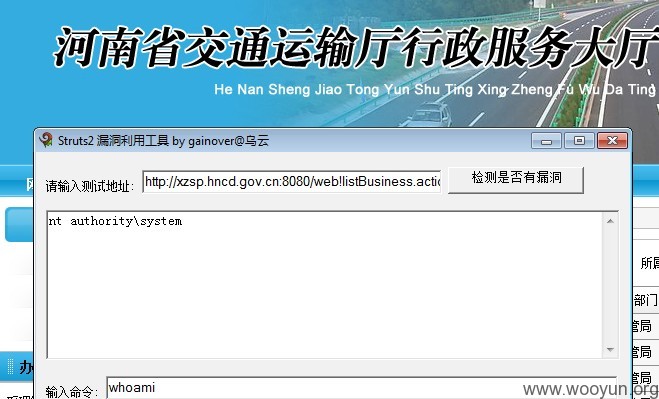 河南省交通运输厅行政服务大厅
He Nan Sheng Jiao Tong Yun Shu Ting Xing Zheng Fu Wu Da Ting
Struts2 漏洞利用工具 by gainover@乌云
请输入测试地址:
http://xzsp.hncd.gov.cn:8080/web!listBusiness.actic
检测是否有漏洞
nt authority\system
所属
部门
管局
管局
管局
办
输入命令:
whoami
www.wooyun.org